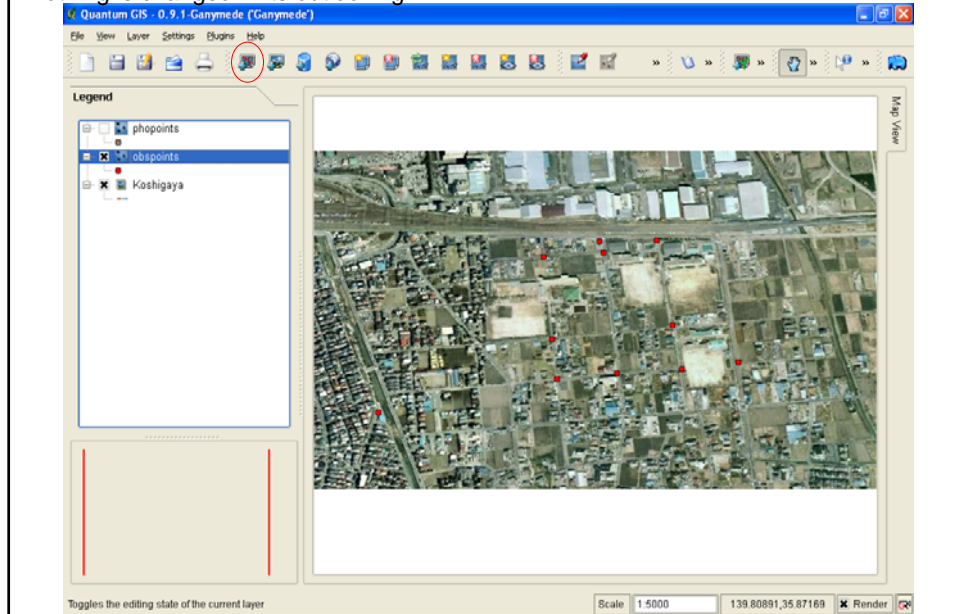 Quantum GIS - 0.9.1-Ganymede ('Ganymede')
File View Layer Settings Plugins Help
Legend
phopoints
obspoints
Koshigaya
Map View
Toggles the editing state of the current layer
Scale 1:5000 139.80891,35.87169 Render